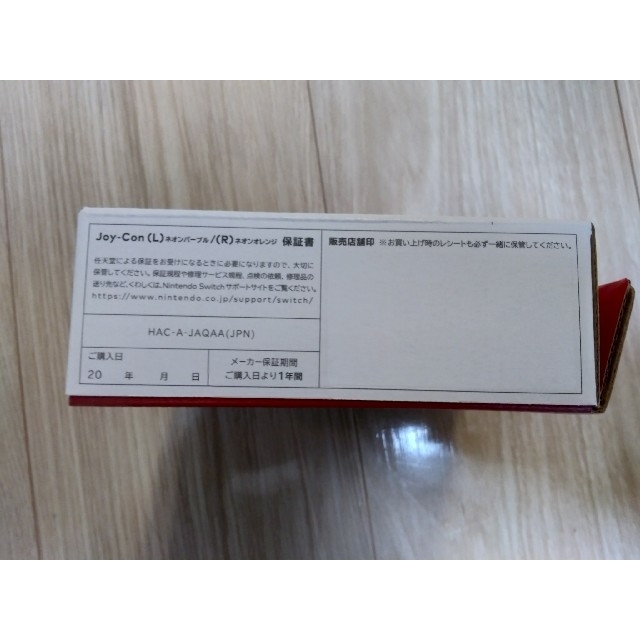 Joy-Con (L) ネオンパープル / (R) ネオンオレンジ 保証書
任天堂による保証をお受けになるときに必要になりますので、大切に
保管してください。保証規程や修理サービス規程、点検の依頼、修理品の
送り先など、くわしくは、Nintendo Switch サポートサイトをご覧ください。
https://www.nintendo.co.jp/support/switch/
HAC-A-JAQAA(JPN)
ご購入日
20 年 月 日
メーカー保証期間
ご購入日より1年間
販売店舗印 ※お買い上げ時のレシートも必ず一緒に保管してください。